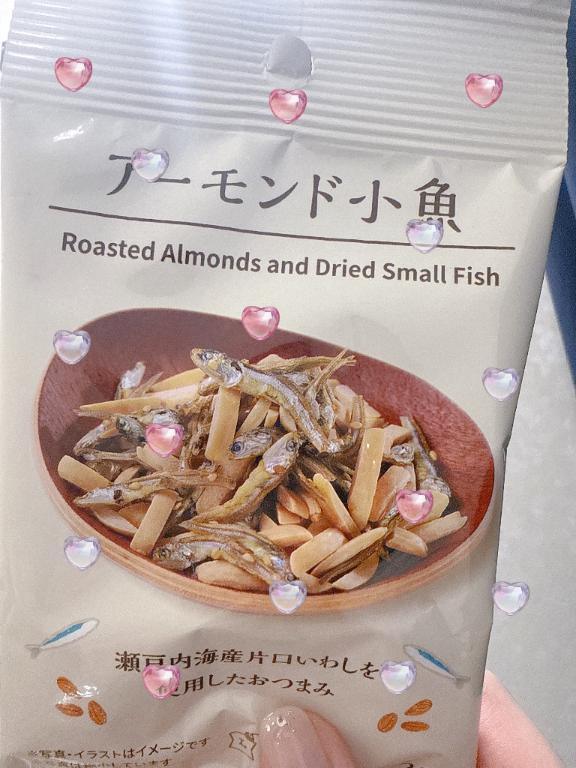 アーモンド小魚
Roasted Almonds and Dried Small Fish
瀬戸内海産片口いわしを
使用したおつまみ
※写真・イラストはイメージです